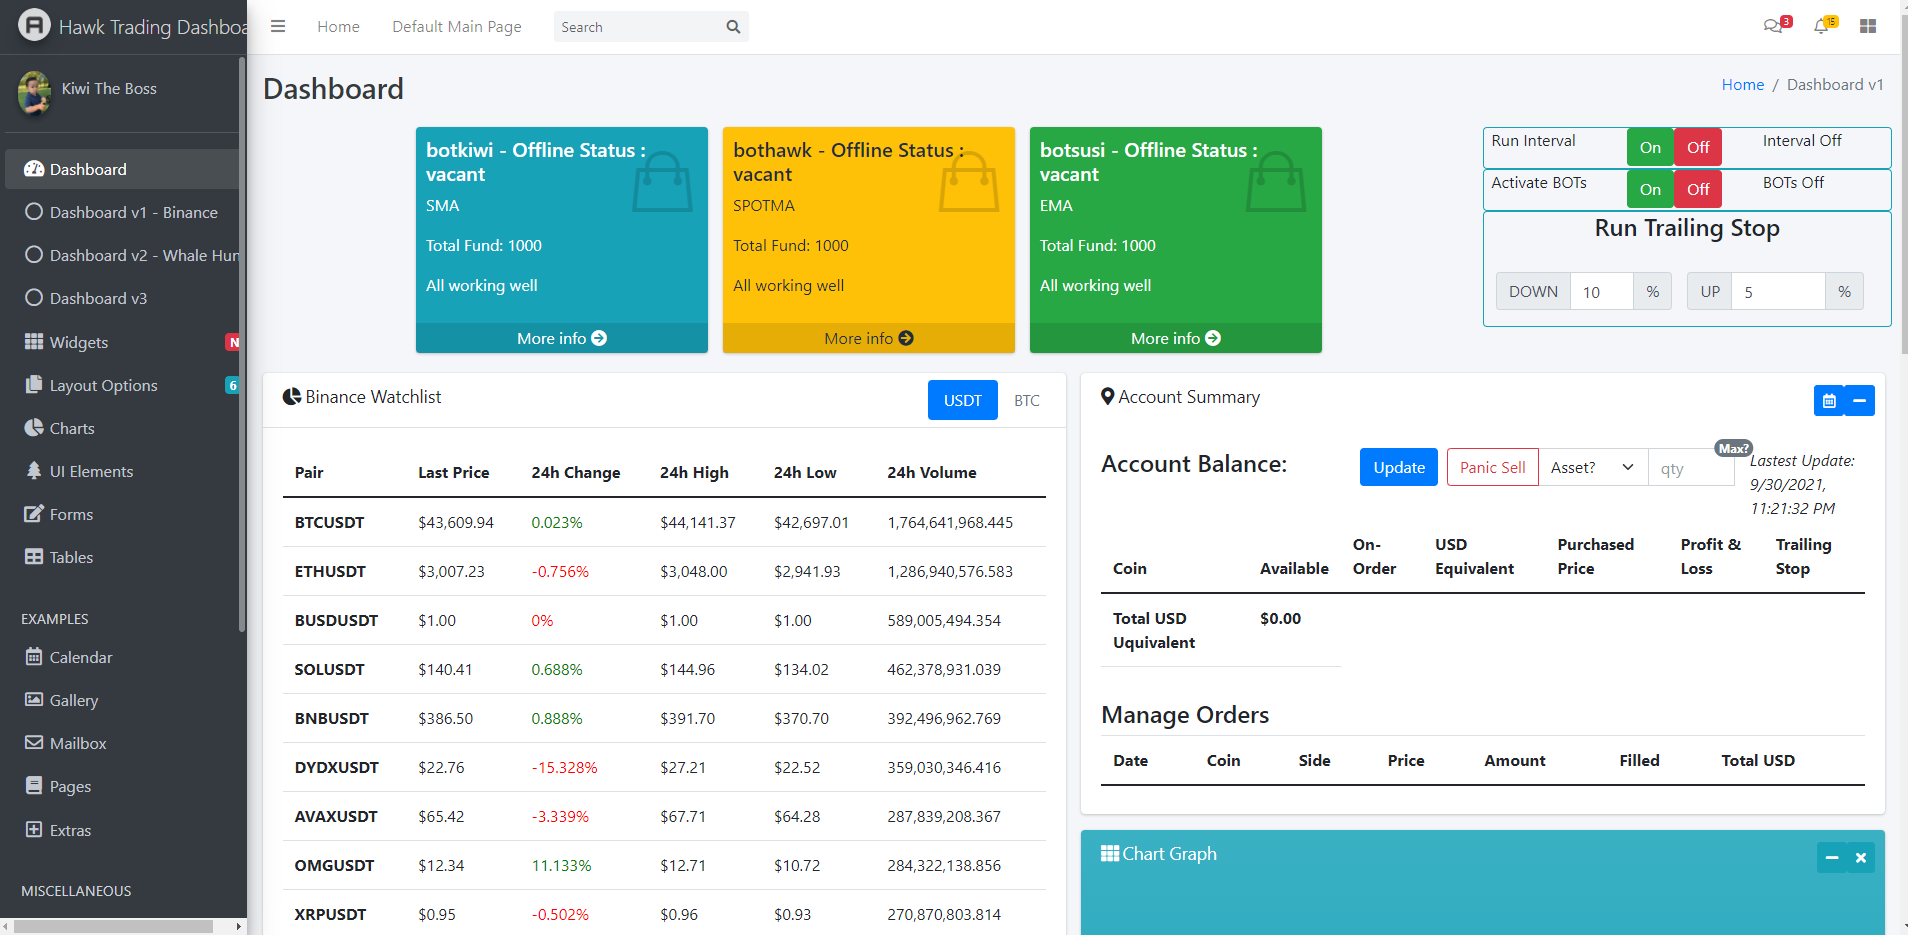 Hawk Trading Dashboa
Kiwi The Boss
Dashboard
Dashboard v1 - Binance
Dashboard v2 - Whale Hun
Dashboard v3
Widgets N
Layout Options 6
Charts
UI Elements
Forms
Tables
EXAMPLES
Calendar
Gallery
Mailbox
Pages
Extras
MISCELLANEOUS
Home Default Main Page Search 3 15
Dashboard
Home / Dashboard v1
botkiwi - Offline Status :
vacant
SMA
Total Fund: 1000
All working well
More info
bothawk - Offline Status :
vacant
SPOTMA
Total Fund: 1000
All working well
More info
botsusi - Offline Status :
vacant
EMA
Total Fund: 1000
All working well
More info
Run Interval On Off Interval Off
Activate BOTs On Off BOTs Off
Run Trailing Stop
DOWN 10 % UP 5 %
Binance Watchlist USDT BTC
Pair Last Price 24h Change 24h High 24h Low 24h Volume
BTCUSDT $43,609.94 0.023% $44,141.37 $42,697.01 1,764,641,968.445
ETHUSDT $3,007.23 -0.756% $3,048.00 $2,941.93 1,286,940,576.583
BUSDUSDT $1.00 0% $1.00 $1.00 589,005,494.354
SOLUSDT $140.41 0.688% $144.96 $134.02 462,378,931.039
BNBUSDT $386.50 0.888% $391.70 $370.70 392,496,962.769
DYDXUSDT $22.76 -15.328% $27.21 $22.52 359,030,346.416
AVAXUSDT $65.42 -3.339% $67.71 $64.28 287,839,208.367
OMGUSDT $12.34 11.133% $12.71 $10.72 284,322,138.856
XRPUSDT $0.95 -0.502% $0.96 $0.93 270,870,803.814
Account Summary
Account Balance: Update Panic Sell Asset? qty Max?
Lastest Update:
9/30/2021,
11:21:32 PM
Coin Available On-Order USD Equivalent Purchased Price Profit & Loss Trailing Stop
Total USD
Uquivalent
$0.00
Manage Orders
Date Coin Side Price Amount Filled Total USD
Chart Graph